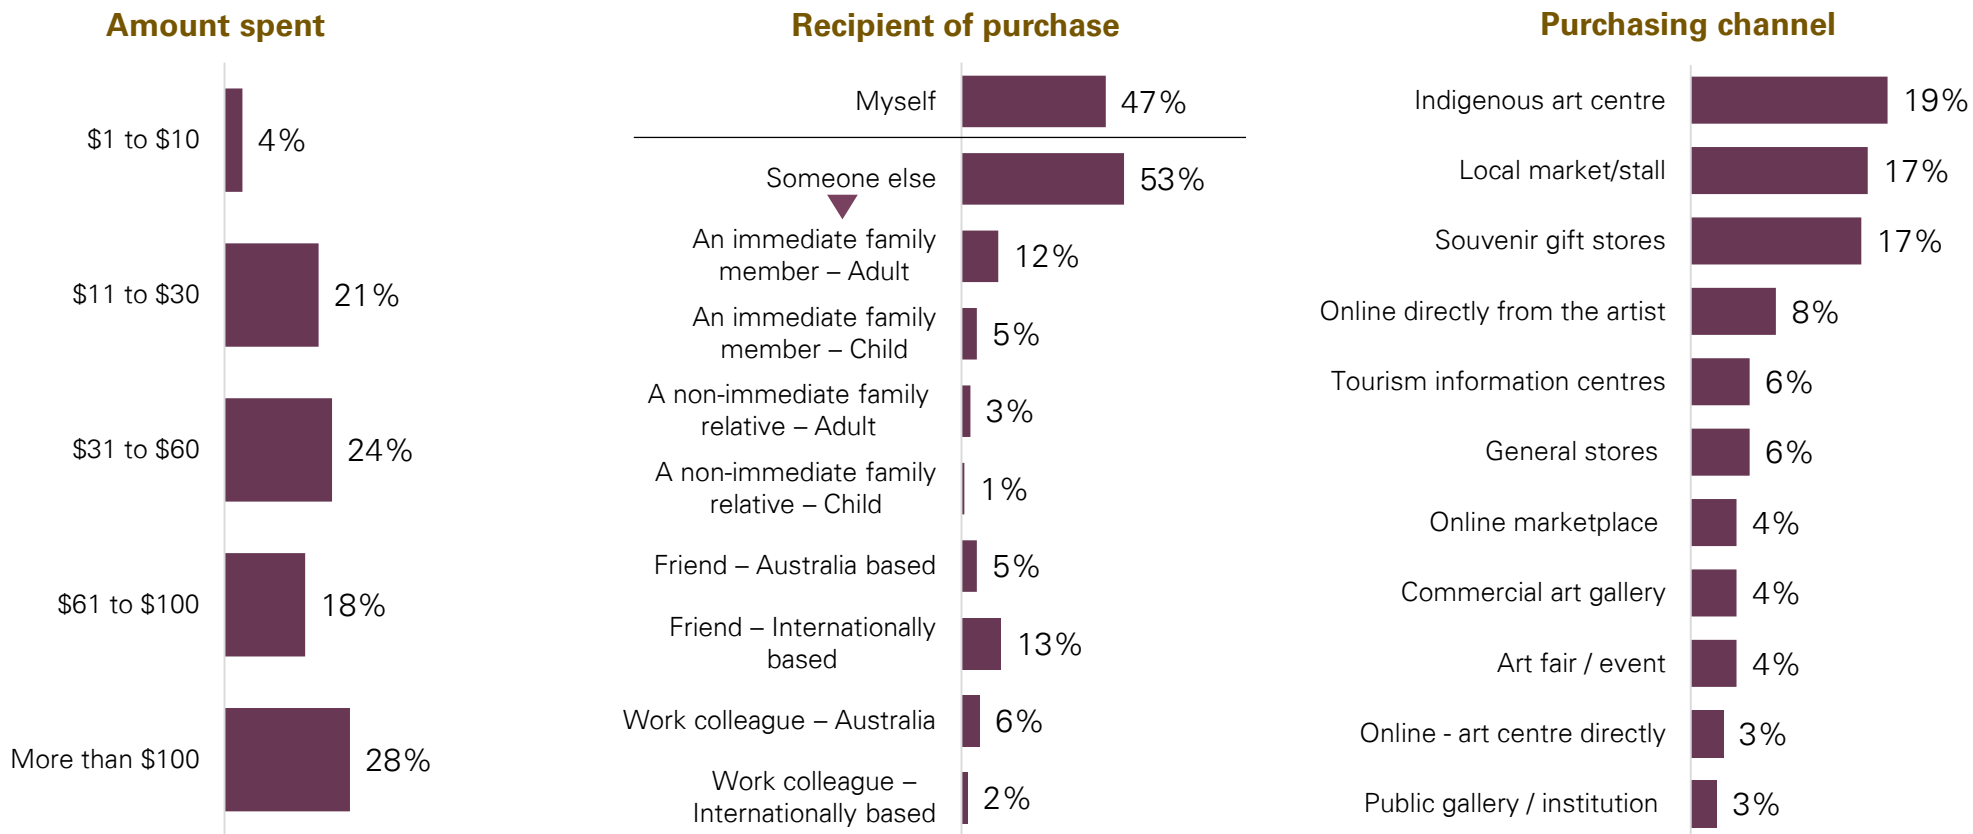 Amount spent
$1 to $10 4%
$11 to $30 21%
$31 to $60 24%
$61 to $100 18%
More than $100 28%
Recipient of purchase
Myself 47%
Someone else 53%
An immediate family
member – Adult 12%
An immediate family
member – Child 5%
A non-immediate family
relative – Adult 3%
A non-immediate family
relative – Child 1%
Friend – Australia based 5%
Friend – Internationally
based 13%
Work colleague – Australia 6%
Work colleague –
Internationally based 2%
Purchasing channel
Indigenous art centre 19%
Local market/stall 17%
Souvenir gift stores 17%
Online directly from the artist 8%
Tourism information centres 6%
General stores 6%
Online marketplace 4%
Commercial art gallery 4%
Art fair / event 4%
Online - art centre directly 3%
Public gallery / institution 3%